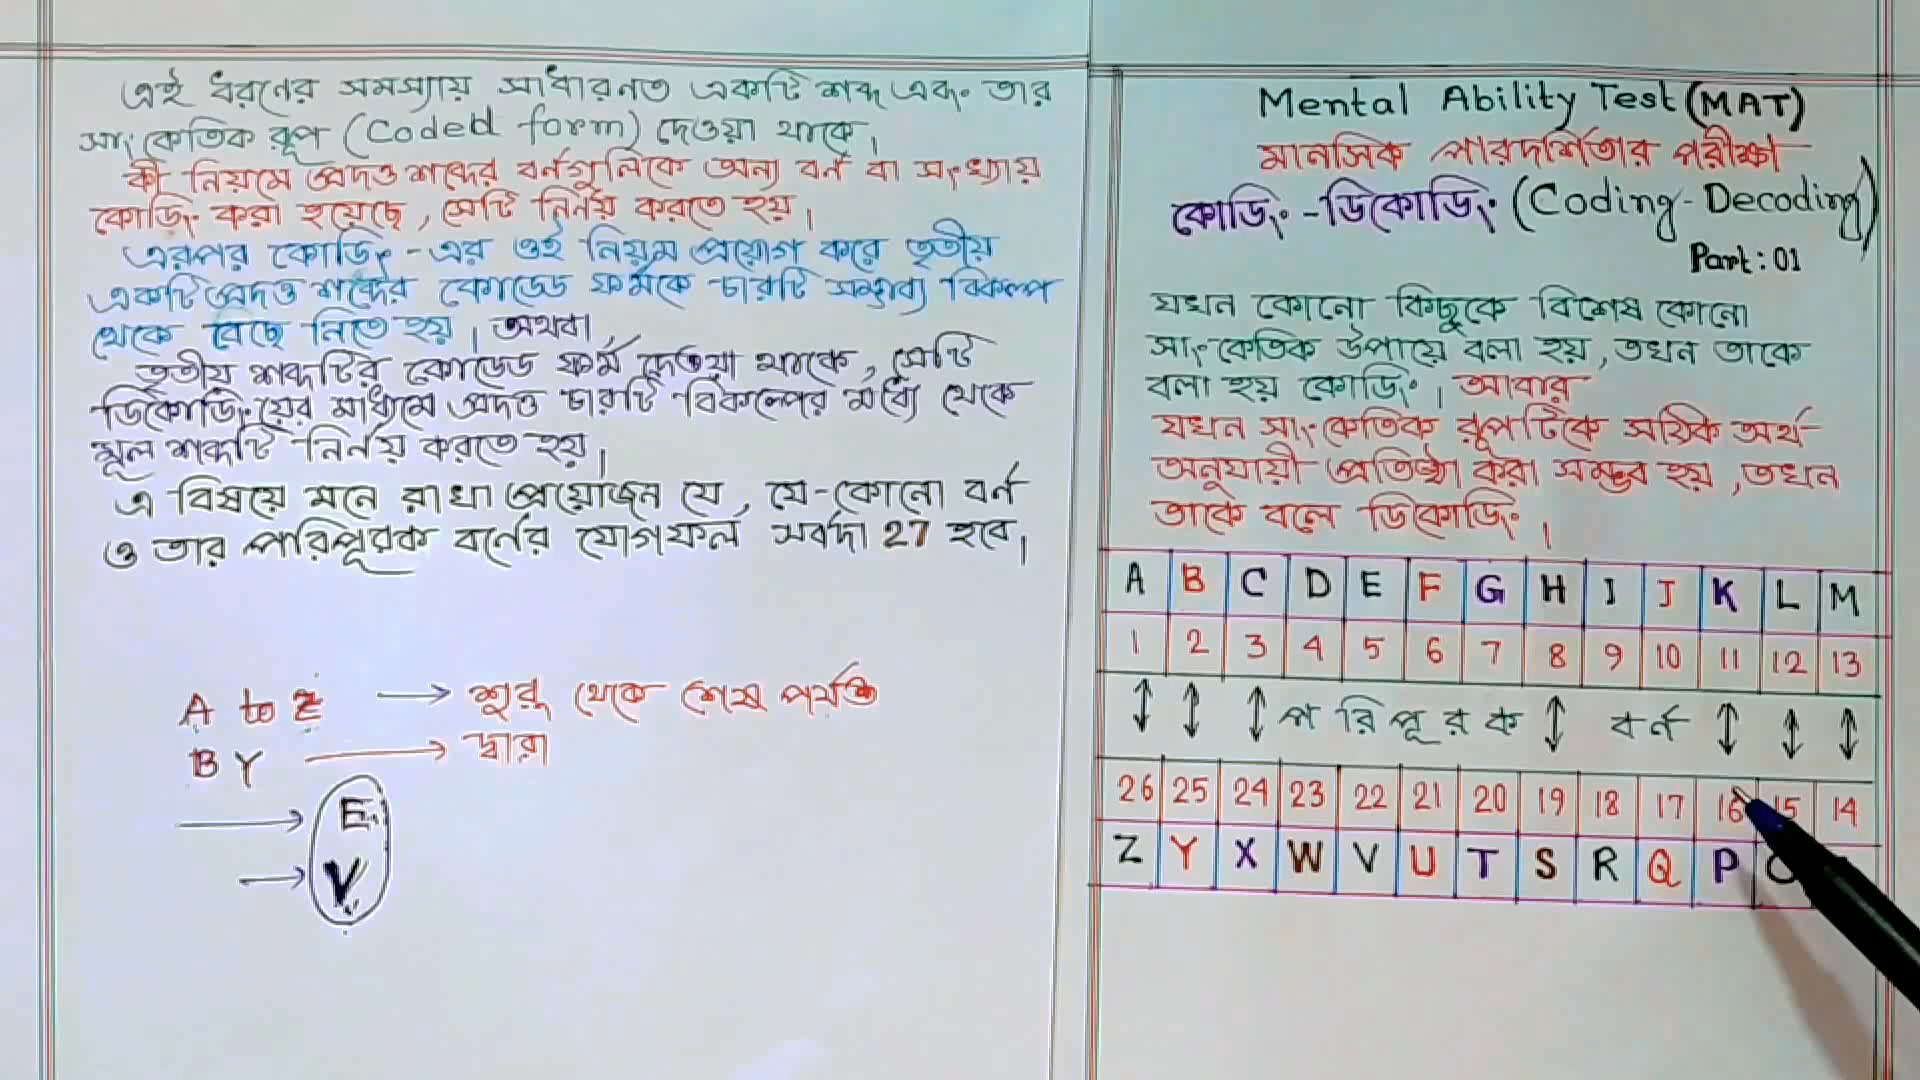 এই ধরনের সমস্যায় সাধারনত একটি শব্দ এবং তার
সাংকেতিক রূপ (Coded form) দেওয়া থাকে।
কী নিয়মে প্রদত্ত শব্দের বর্নগুলিকে অন্য বর্ন বা সংখ্যায়
কোডিং করা হয়েছে, সেটি নির্নয় করতে হয়।
এরপর কোডিং-এর ওই নিয়ম প্রয়োগ করে তৃতীয়
একটি প্রদত্ত শব্দের কোডেড ফর্মকে চারটি সম্ভাব্য বিকল্প
থেকে বেছে নিতে হয়। অথবা
তৃতীয় শব্দটির কোডেড ফর্ম দেওয়া থাকে, সেটি
ডিকোডিংয়ের মাধ্যমে প্রদত্ত চারটি বিকল্পের মধ্যে থেকে
মূল শব্দটি নির্নয় করতে হয়।
এ বিষয়ে মনে রাখা প্রয়োজন যে, যে-কোনো বর্ন
ও তার পরিপূরক বর্নের যোগফল সর্বদা 27 হবে।
A to Z → শুরু থেকে শেষ পর্যন্ত
BY → দ্বারা
→ E
→ V
Mental Ability Test (MAT)
মানসিক পারদর্শিতার পরীক্ষা
কোডিং-ডিকোডিং (Coding-Decoding)
Part: 01
যখন কোনো কিছুকে বিশেষ কোনো
সাংকেতিক উপায়ে বলা হয়, তখন তাকে
বলা হয় কোডিং। আবার
যখন সাংকেতিক রূপটিকে সঠিক অর্থ
অনুযায়ী প্রতিষ্ঠা করা সম্ভব হয়, তখন
তাকে বলে ডিকোডিং।
A B C D E F G H I J K L M
1 2 3 4 5 6 7 8 9 10 11 12 13
↕ ↕ ↕ পরিপূরক ↕ বর্ন ↕ ↕ ↕
26 25 24 23 22 21 20 19 18 17 16 15 14
Z Y X W V U T S R Q P